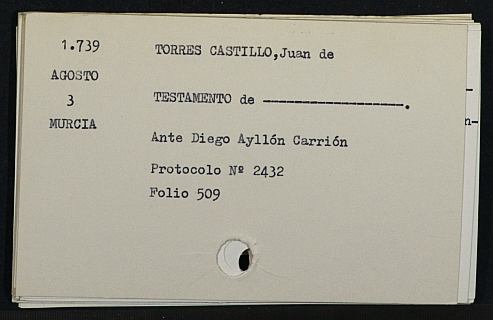 1.739 TORRES CASTILLO,Juan de
AGOSTO
3 TESTAMENTO de --------------------.
MURCIA
Ante Diego Ayllón Carrión
Protocolo Nº 2432
Folio 509
n-